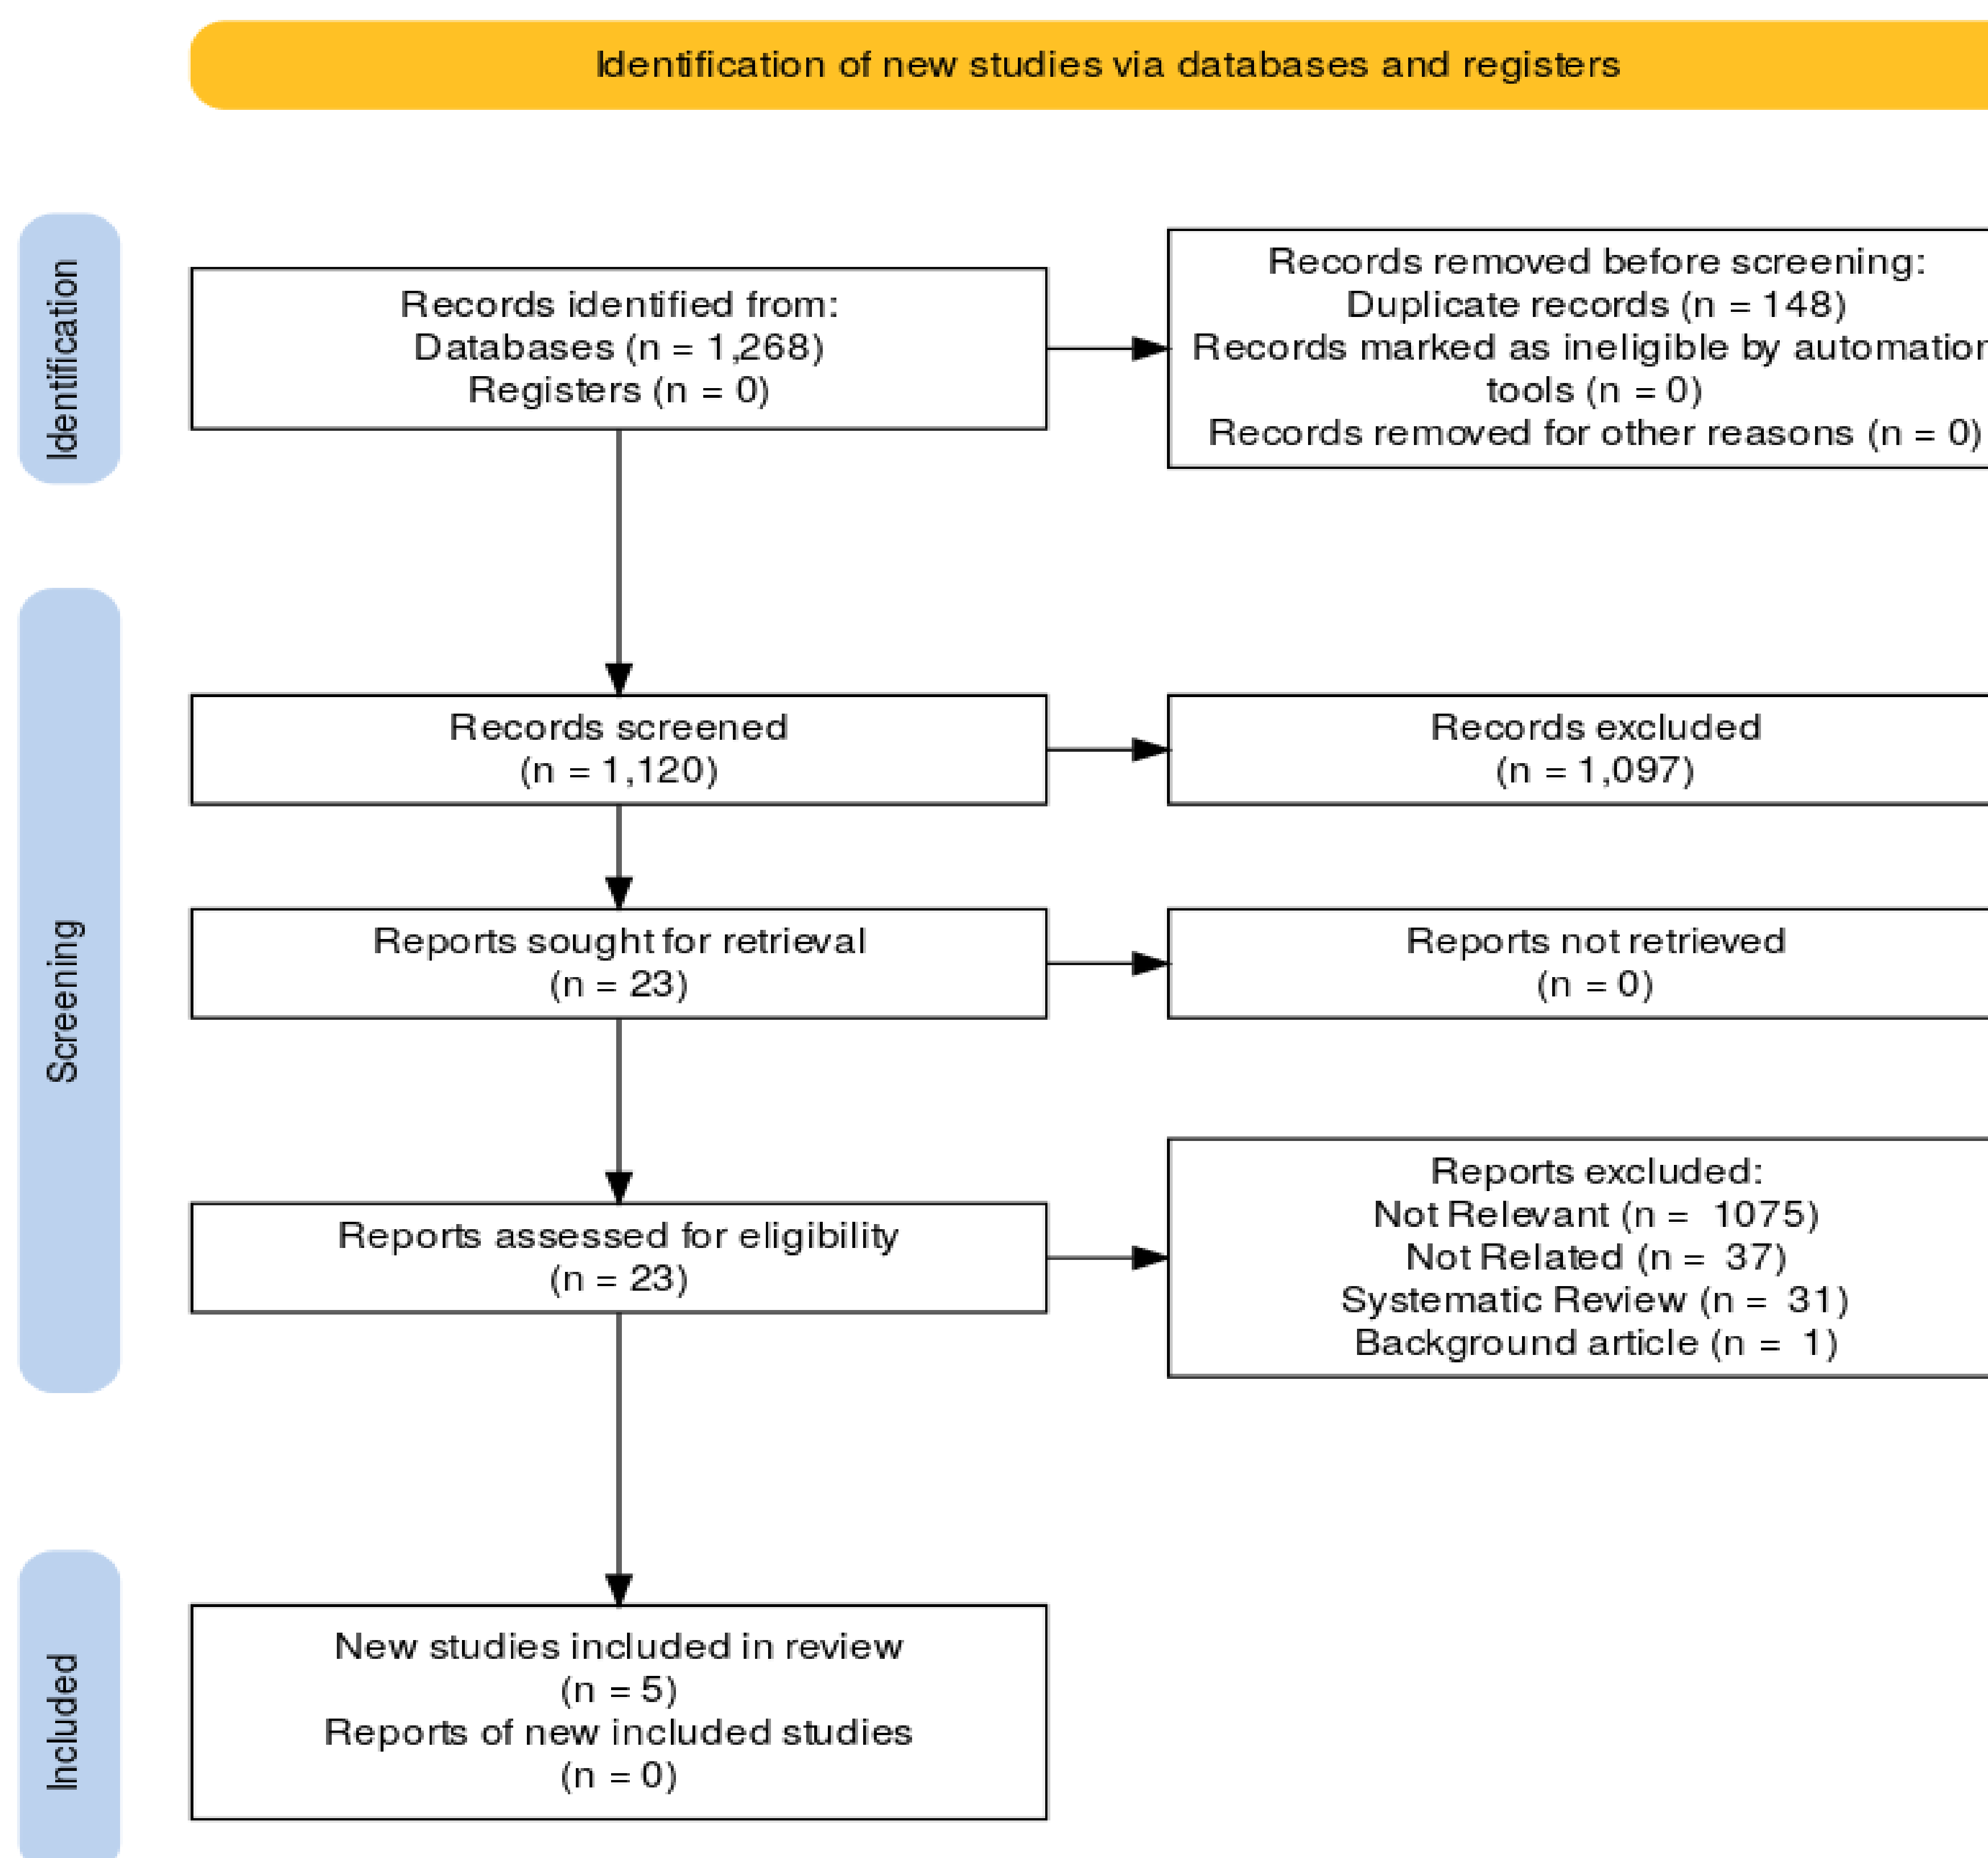 Identification of new studies via databases and registers
Identification
Records identified from:
Databases (n = 1,268)
Registers (n = 0)
Records removed before screening:
Duplicate records (n = 148)
Records marked as ineligible by automation
tools (n = 0)
Records removed for other reasons (n = 0)
Screening
Records screened
(n = 1,120)
Records excluded
(n = 1,097)
Reports sought for retrieval
(n = 23)
Reports not retrieved
(n = 0)
Reports assessed for eligibility
(n = 23)
Reports excluded:
Not Relevant (n = 1075)
Not Related (n = 37)
Systematic Review (n = 31)
Background article (n = 1)
Included
New studies included in review
(n = 5)
Reports of new included studies
(n = 0)